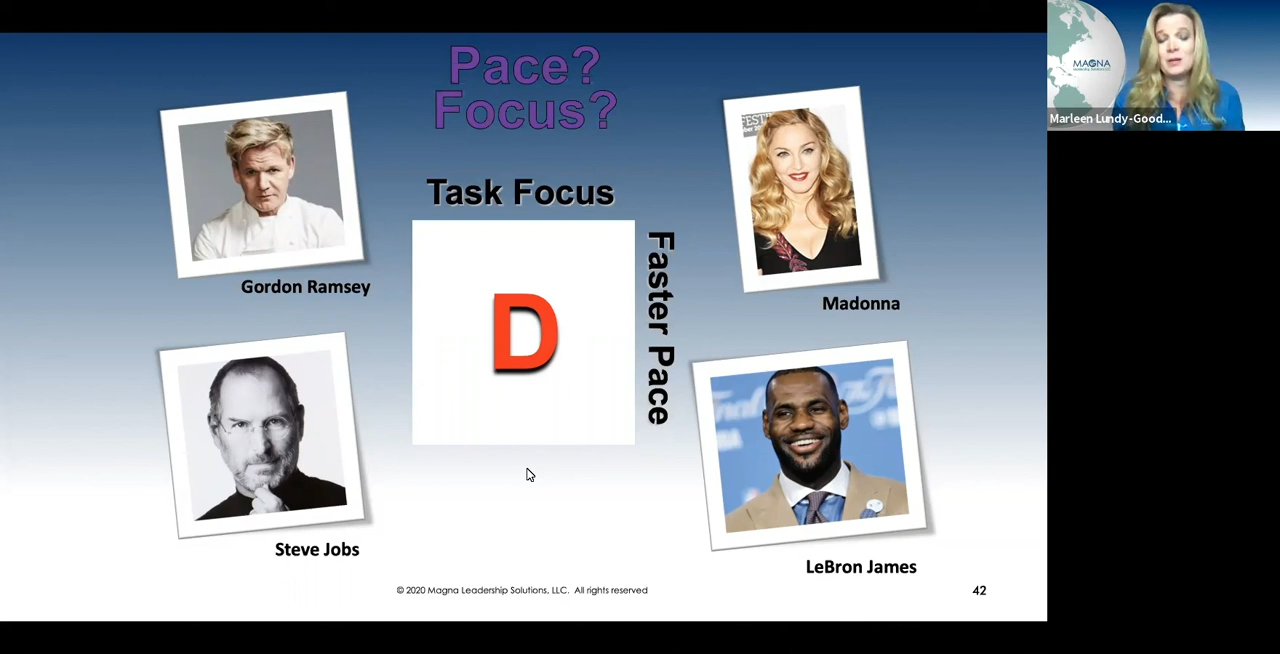 Pace?
Focus?
Task Focus
D
Faster Pace
Gordon Ramsey
Madonna
Steve Jobs
LeBron James
© 2020 Magna Leadership Solutions, LLC. All rights reserved
42
MAGNA
Marleen Lundy-Good...